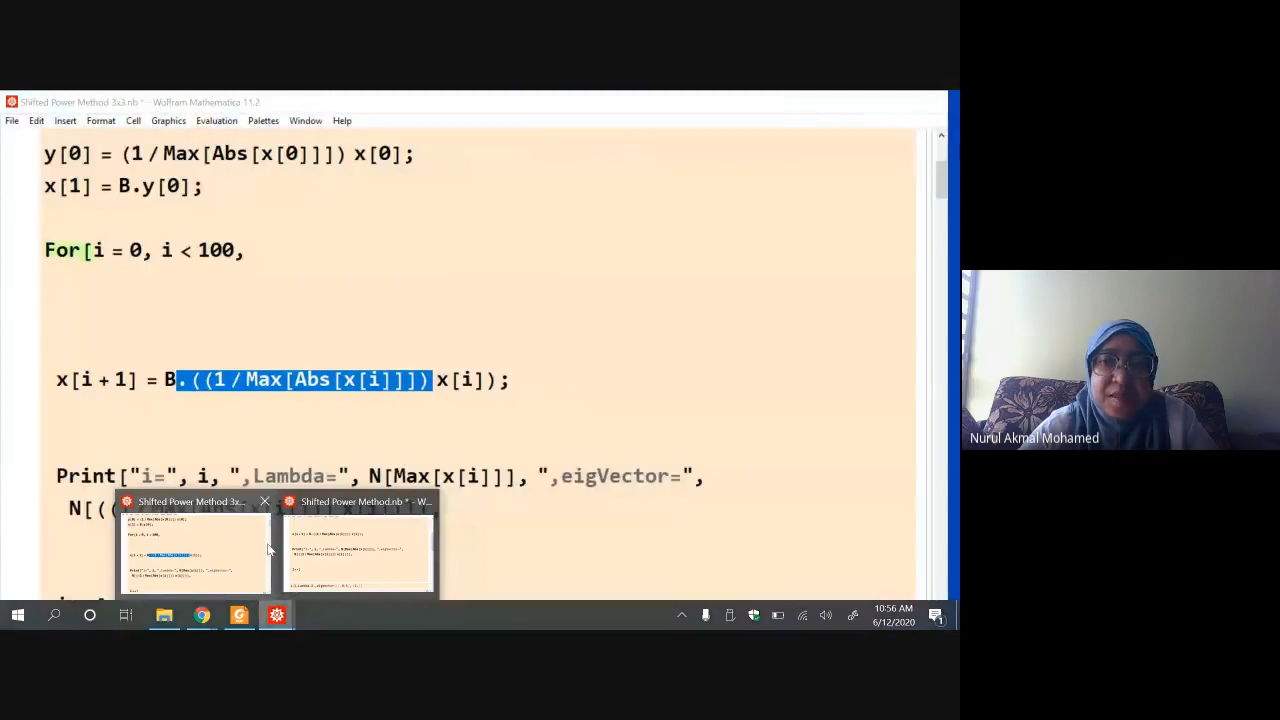 Shifted Power Method 3x3.nb * - Wolfram Mathematica 11.2
File Edit Insert Format Cell Graphics Evaluation Palettes Window Help
y[0] = (1 / Max[Abs[x[0]]]) x[0];
x[1] = B.y[0];
For[i = 0, i < 100,
x[i + 1] = B.((1 / Max[Abs[x[i]]]) x[i]);
Print["i=", i, ",Lambda=", N[Max[x[i]]], ",eigVector=",
N[((
Shifted Power Method 3x...
Shifted Power Method.nb * - W...
Nurul Akmal Mohamed
10:56 AM
6/12/2020
1